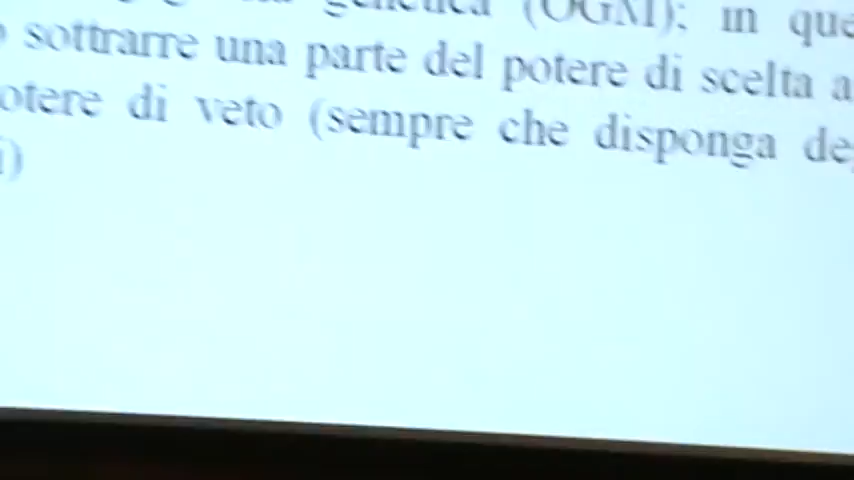 genetica (OGM): in que
sottrarre una parte del potere di scelta a
otere di veto (sempre che disponga de
i)